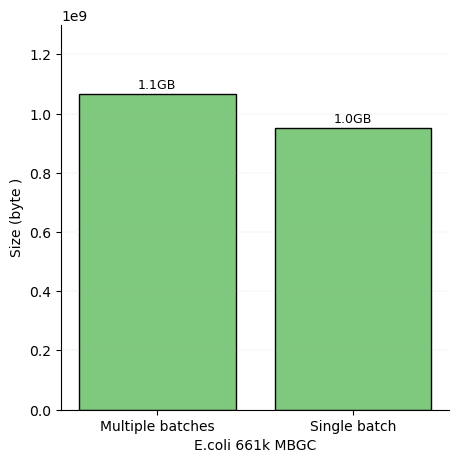 1e9
1.2
1.0
0.8
0.6
0.4
0.2
0.0
Size (byte )
1.1GB
1.0GB
Multiple batches
Single batch
E.coli 661k MBGC